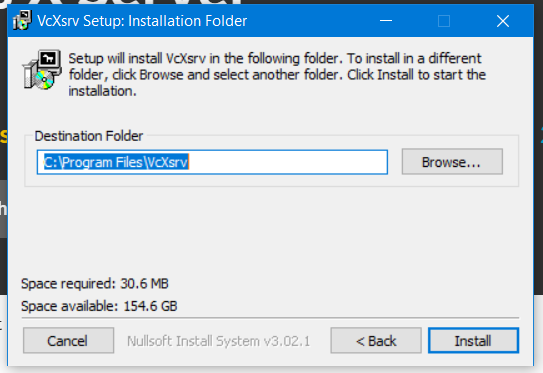 VcXsrv Setup: Installation Folder
Setup will install VcXsrv in the following folder. To install in a different
folder, click Browse and select another folder. Click Install to start the
installation.
Destination Folder
C:\Program Files\VcXsrv
Browse...
Space required: 30.6 MB
Space available: 154.6 GB
Cancel
Nullsoft Install System v3.02.1
< Back
Install